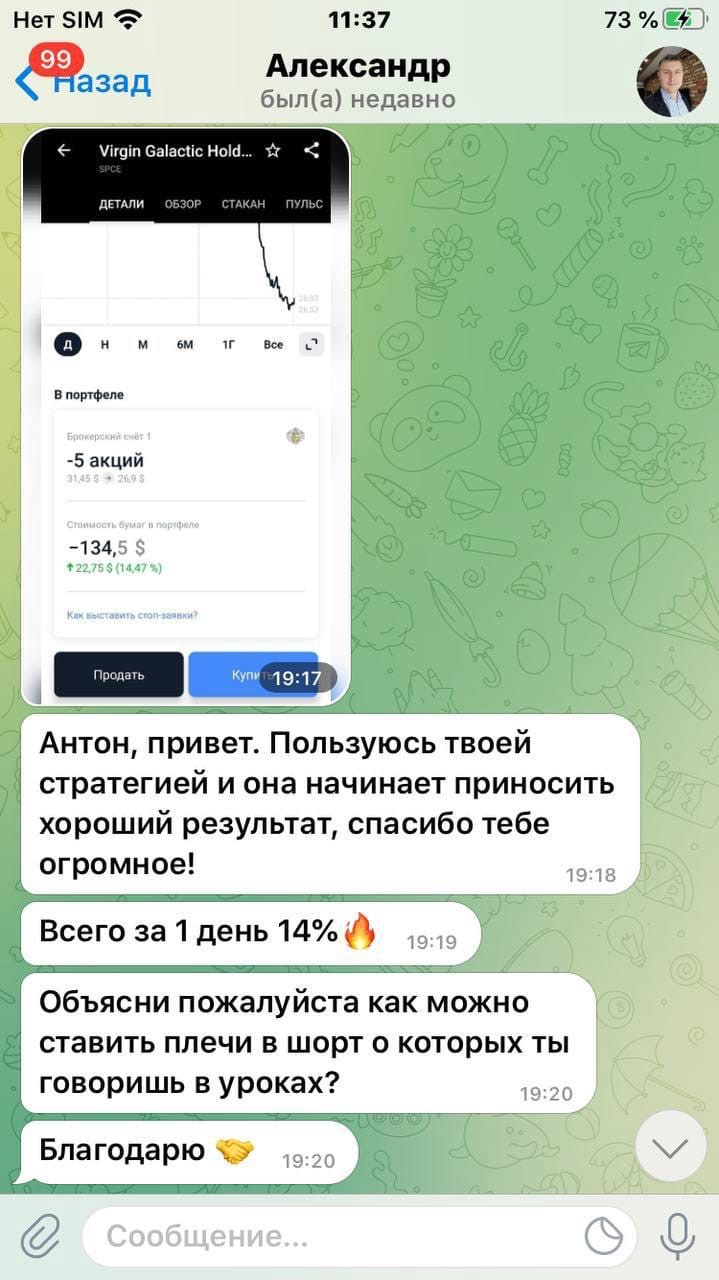 Нет SIM 11:37 73 %
99
Назад
Александр
был(а) недавно
Virgin Galactic Hold...
SPCE
ДЕТАЛИ ОБЗОР СТАКАН ПУЛЬС
26,93
26,53
Д Н М 6М 1Г Все
В портфеле
Брокерский счёт 1
-5 акций
31,45 $ → 26,9 $
Стоимость бумаг в портфеле
−134,5 $
↑ 22,75 $ (14,47 %)
Как выставить стоп-заявки?
Продать
19:17
Антон, привет. Пользуюсь твоей
стратегией и она начинает приносить
хороший результат, спасибо тебе
огромное!
19:18
Всего за 1 день 14%🔥
19:19
Объясни пожалуйста как можно
ставить плечи в шорт о которых ты
говоришь в уроках?
19:20
Благодарю 🤝
19:20
Сообщение...